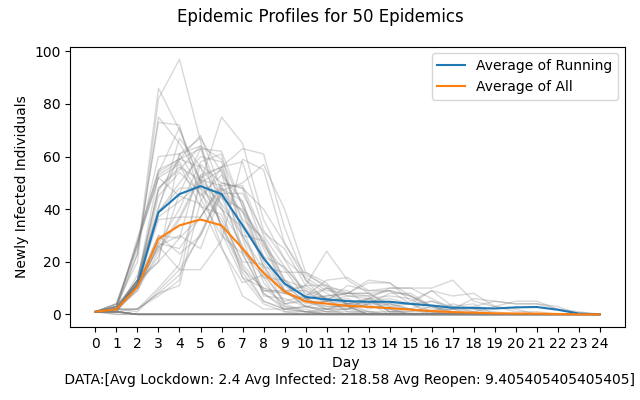 Epidemic Profiles for 50 Epidemics
100
80
60
40
20
0
Newly Infected Individuals
Average of Running
Average of All
0 1 2 3 4 5 6 7 8 9 10 11 12 13 14 15 16 17 18 19 20 21 22 23 24
Day
DATA:[Avg Lockdown: 2.4 Avg Infected: 218.58 Avg Reopen: 9.405405405405405]